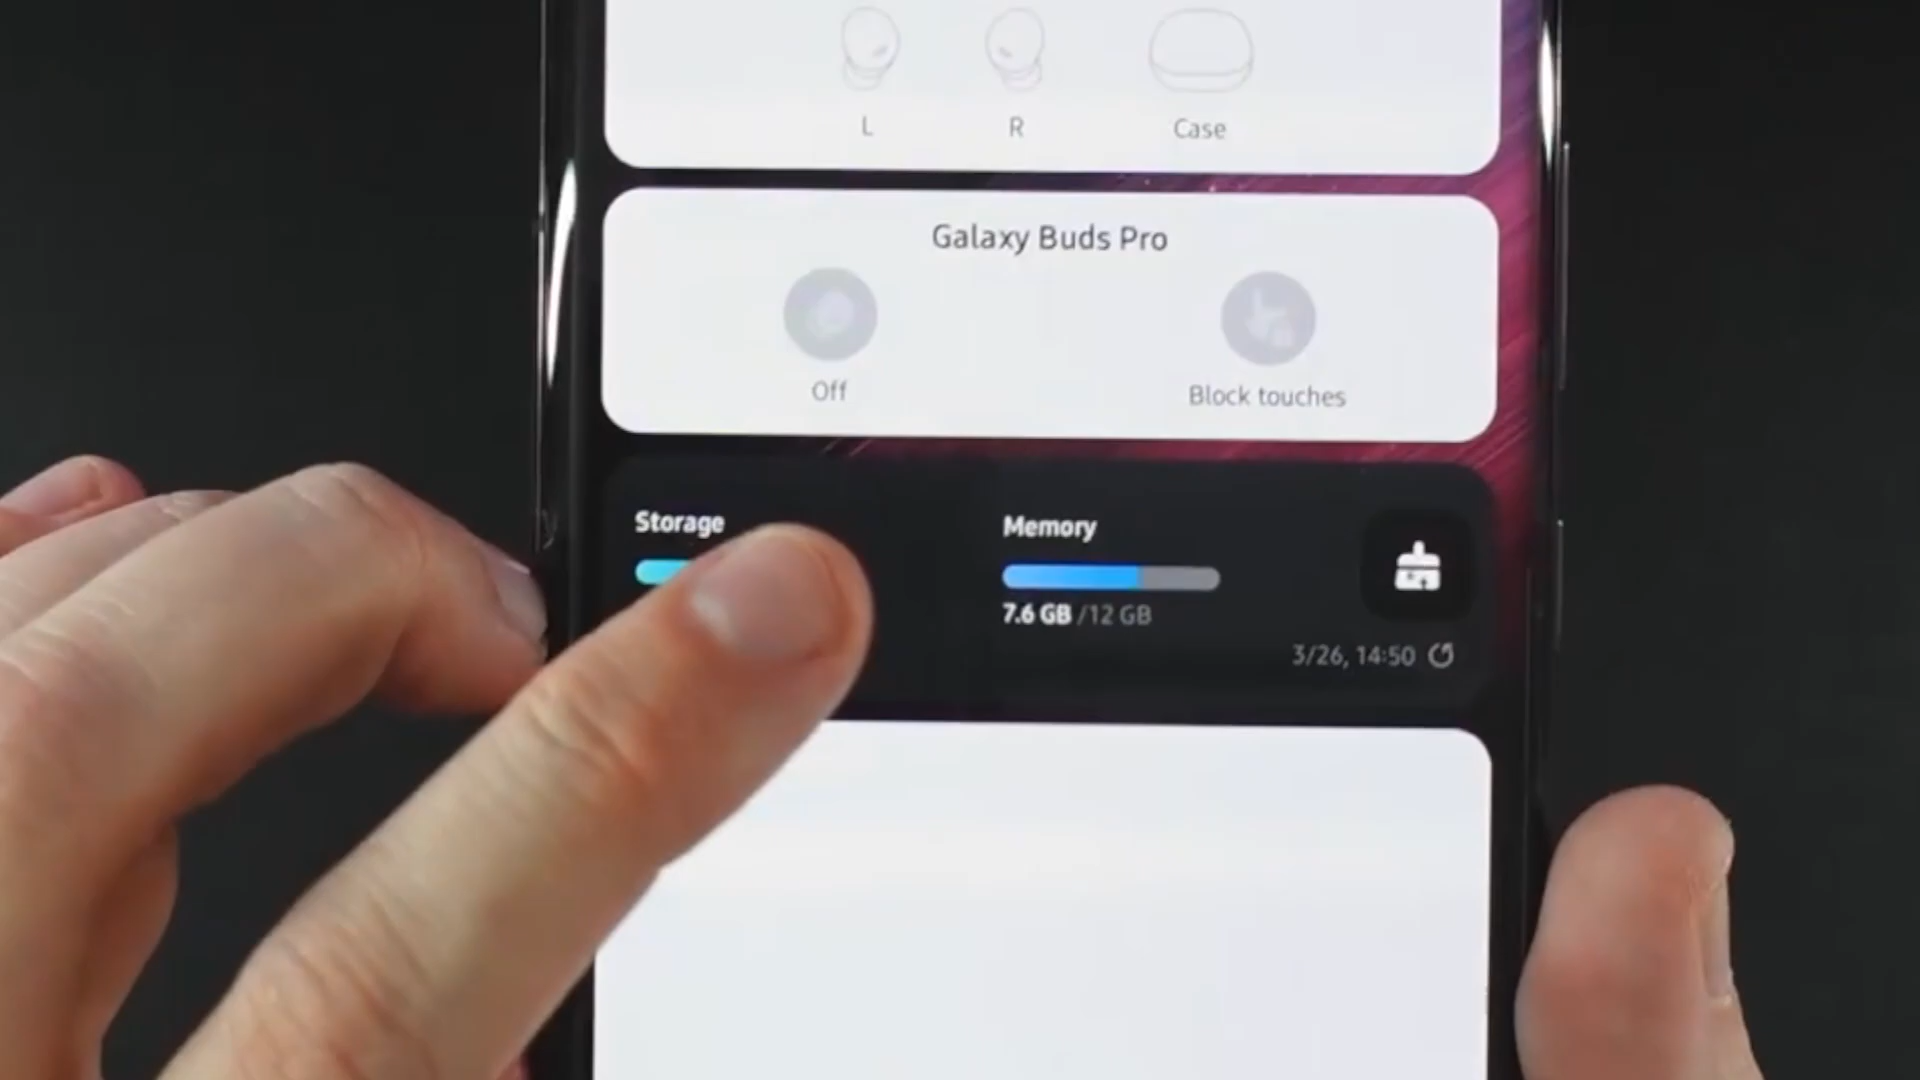 L R Case
Galaxy Buds Pro
Off Block touches
Storage Memory
7.6 GB /12 GB
3/26, 14:50